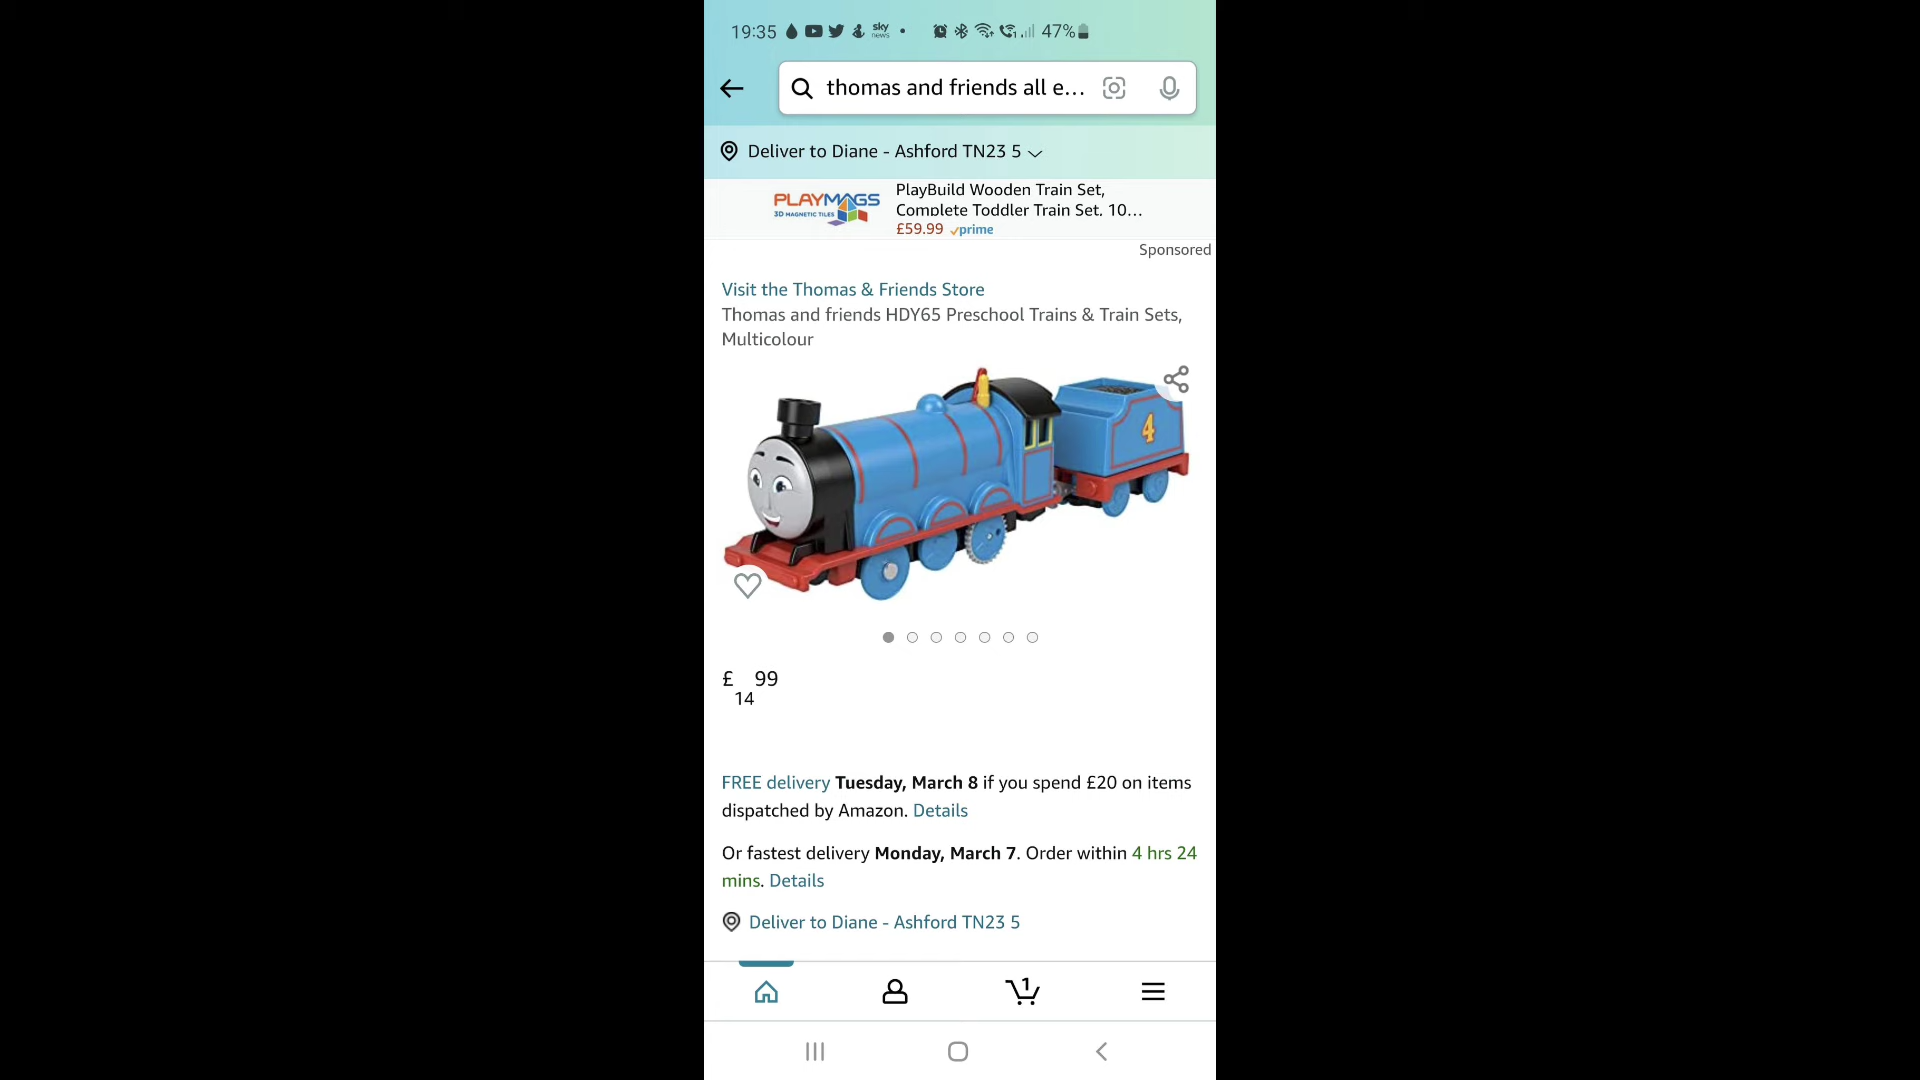 19:35 sky news 47%
thomas and friends all e...
Deliver to Diane - Ashford TN23 5
PLAYMAGS
3D MAGNETIC TILES
PlayBuild Wooden Train Set,
Complete Toddler Train Set. 10...
£59.99 prime
Sponsored
Visit the Thomas & Friends Store
Thomas and friends HDY65 Preschool Trains & Train Sets,
Multicolour
4
£14 99
FREE delivery Tuesday, March 8 if you spend £20 on items
dispatched by Amazon. Details
Or fastest delivery Monday, March 7. Order within 4 hrs 24
mins. Details
Deliver to Diane - Ashford TN23 5
1